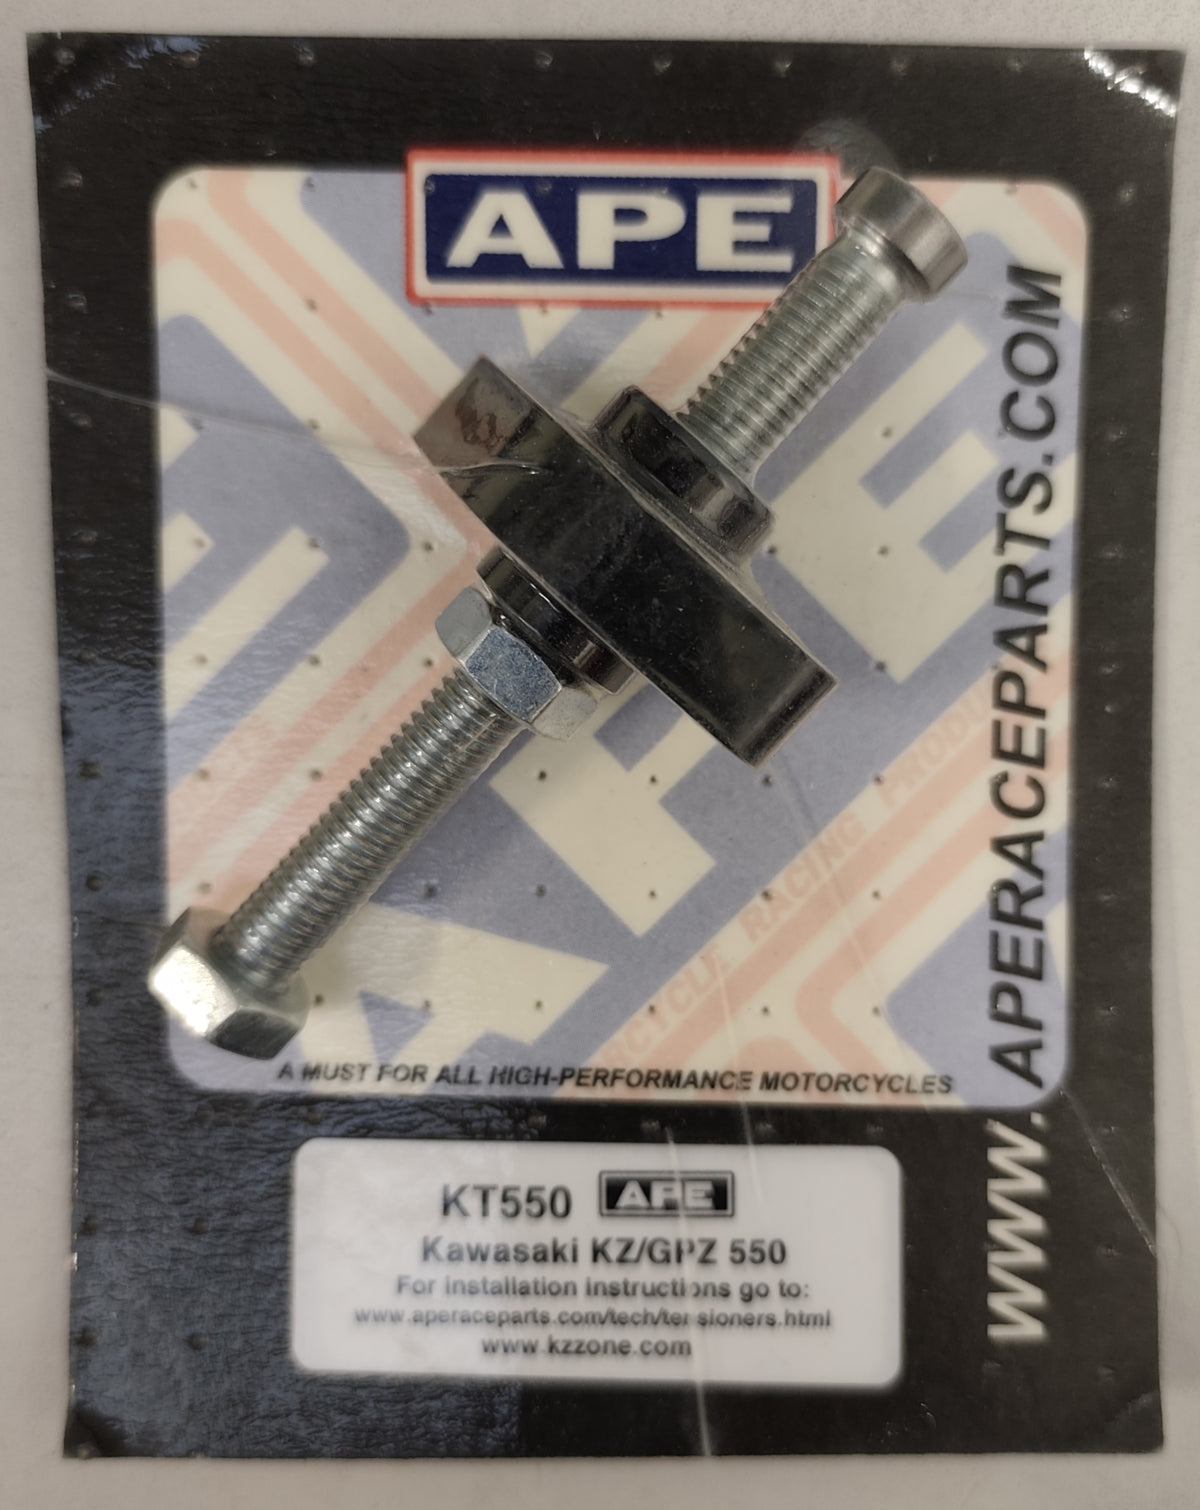 APE
WWW.APERACEPARTS.COM
RACING
A MUST FOR ALL HIGH-PERFORMANCE MOTORCYCLES
KT550 APE
Kawasaki KZ/GPZ 550
For installation instructions go to:
www.aperaceparts.com/tech/tensioners.html
www.kzzone.com